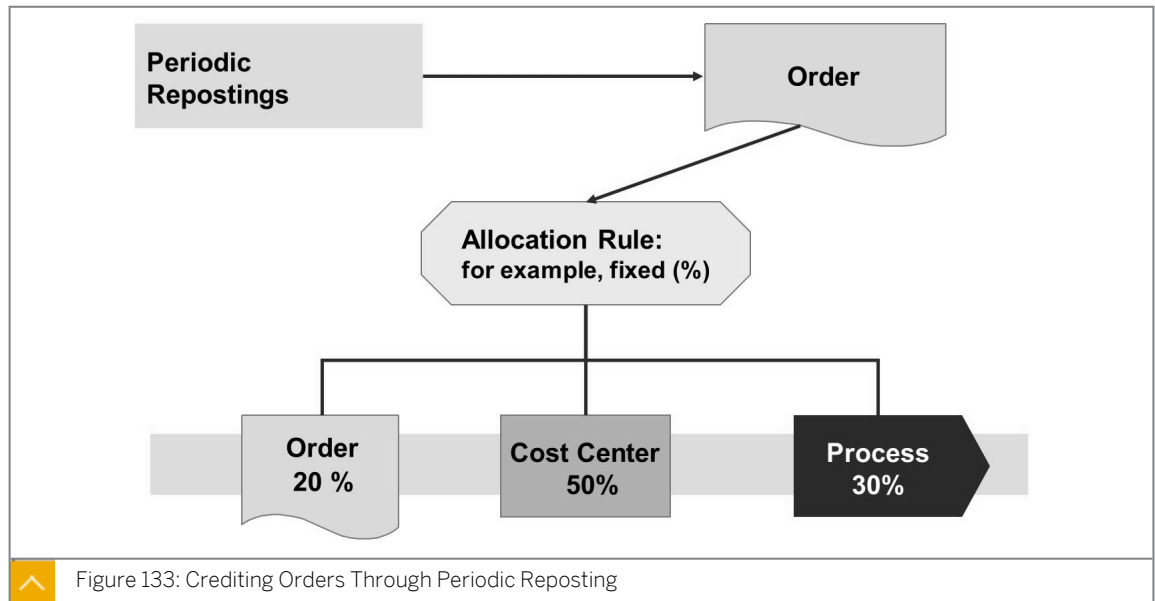 Periodic
Repostings
Order
Allocation Rule:
for example, fixed (%)
Order
20 %
Cost Center
50%
Process
30%
Figure 133: Crediting Orders Through Periodic Reposting